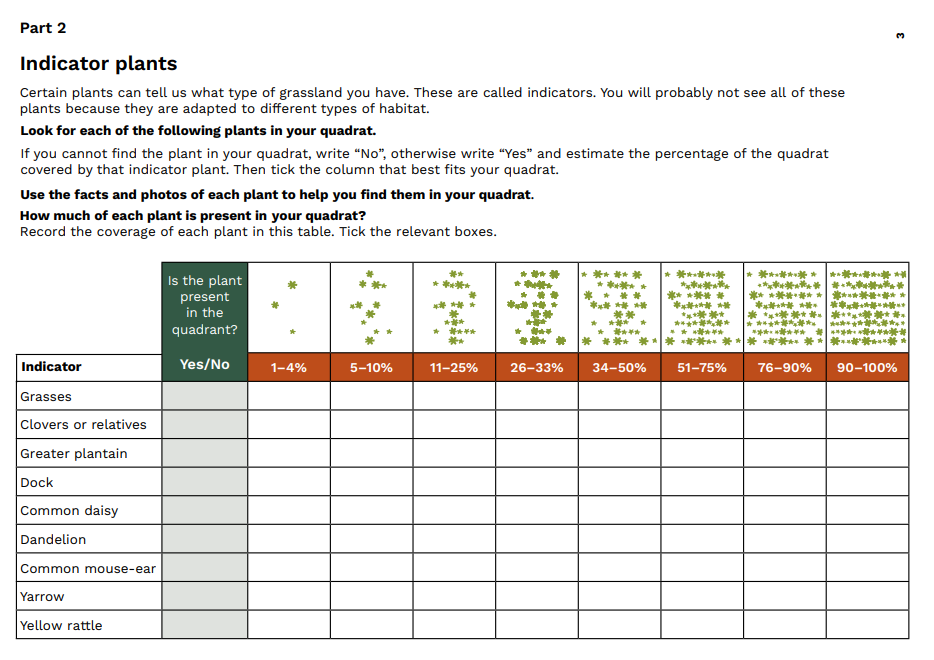 Part 2
3
Indicator plants
Certain plants can tell us what type of grassland you have. These are called indicators. You will probably not see all of these
plants because they are adapted to different types of habitat.
Look for each of the following plants in your quadrat.
If you cannot find the plant in your quadrat, write “No”, otherwise write “Yes” and estimate the percentage of the quadrat
covered by that indicator plant. Then tick the column that best fits your quadrat.
Use the facts and photos of each plant to help you find them in your quadrat.
How much of each plant is present in your quadrat?
Record the coverage of each plant in this table. Tick the relevant boxes.
Is the plant
present
in the
quadrant?
Indicator Yes/No 1–4% 5–10% 11–25% 26–33% 34–50% 51–75% 76–90% 90–100%
Grasses
Clovers or relatives
Greater plantain
Dock
Common daisy
Dandelion
Common mouse-ear
Yarrow
Yellow rattle